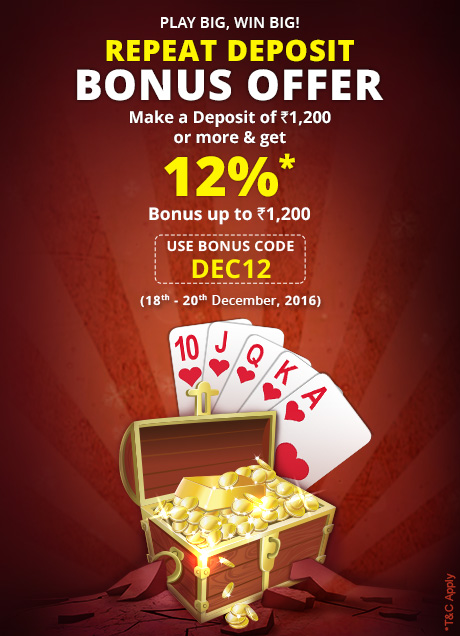 PLAY BIG, WIN BIG!
REPEAT DEPOSIT
BONUS OFFER
Make a Deposit of ₹1,200
or more & get
12%*
Bonus up to ₹1,200
USE BONUS CODE
DEC12
(18th - 20th December, 2016)
10
J
Q
K
A
*T&C Apply